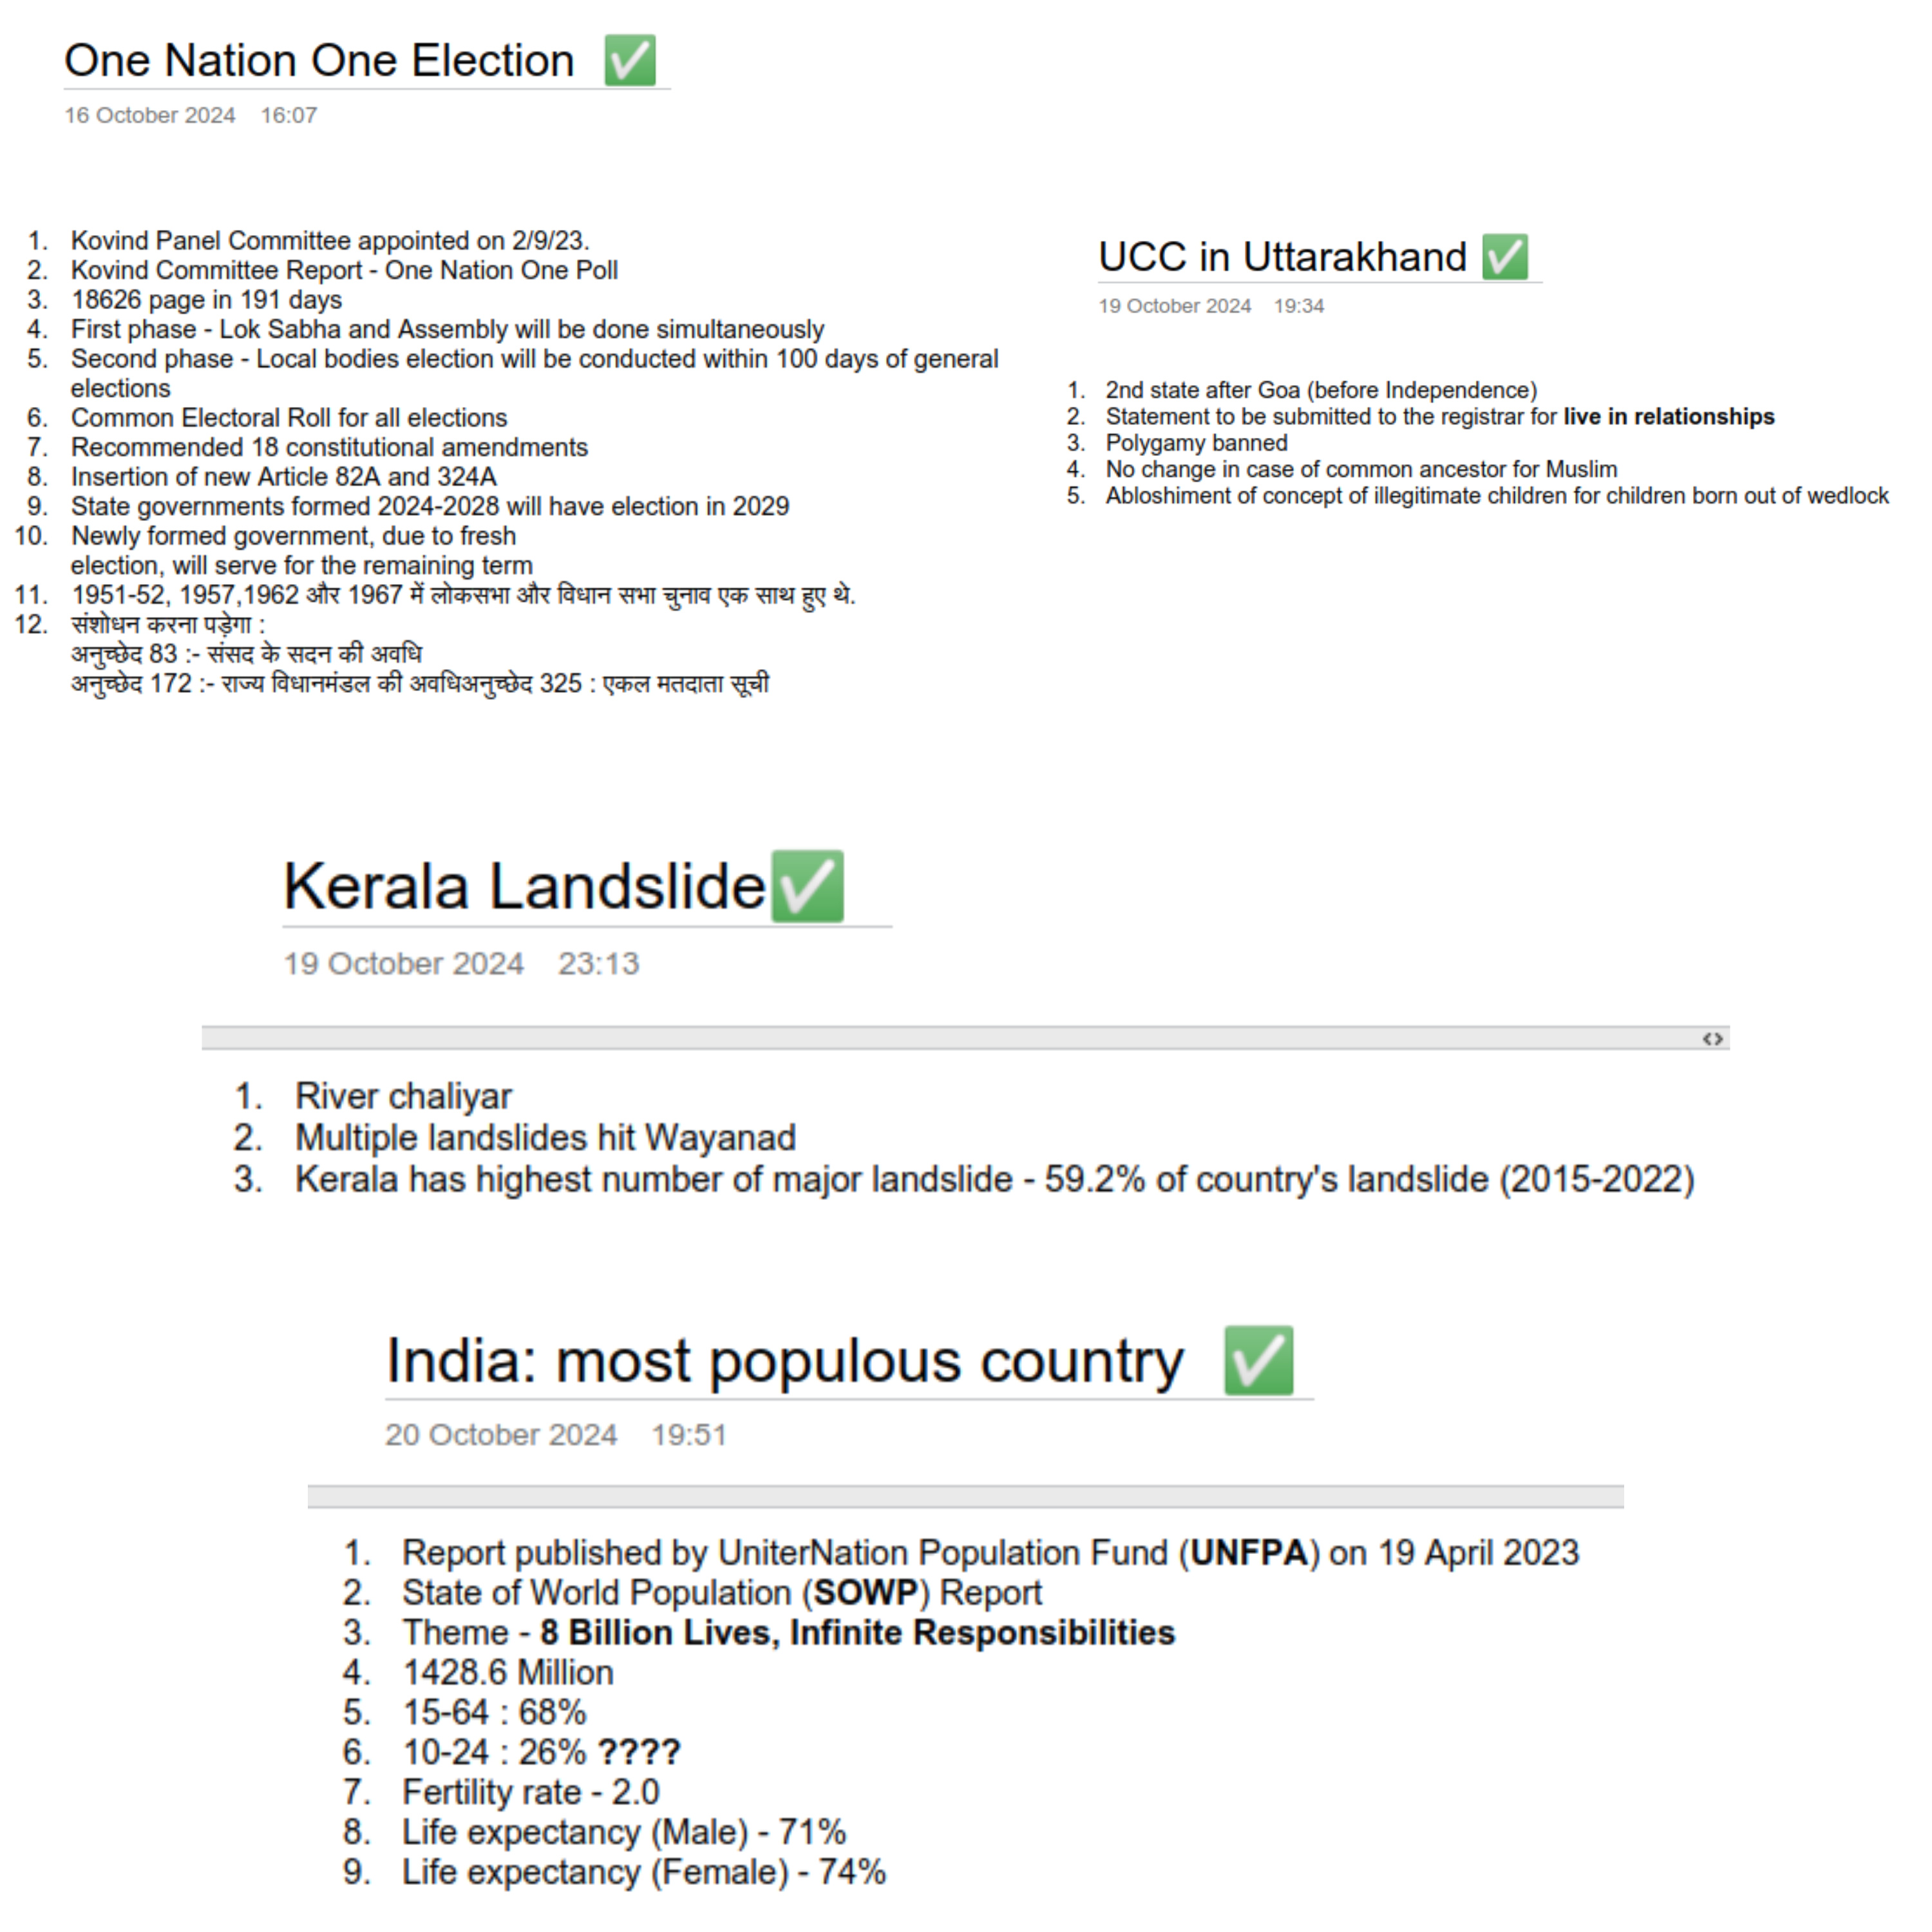 One Nation One Election ✅
16 October 2024 16:07
1. Kovind Panel Committee appointed on 2/9/23.
2. Kovind Committee Report - One Nation One Poll
3. 18626 page in 191 days
4. First phase - Lok Sabha and Assembly will be done simultaneously
5. Second phase - Local bodies election will be conducted within 100 days of general
elections
6. Common Electoral Roll for all elections
7. Recommended 18 constitutional amendments
8. Insertion of new Article 82A and 324A
9. State governments formed 2024-2028 will have election in 2029
10. Newly formed government, due to fresh
election, will serve for the remaining term
11. 1951-52, 1957,1962 और 1967 में लोकसभा और विधान सभा चुनाव एक साथ हुए थे.
12. संशोधन करना पड़ेगा :
अनुच्छेद 83 :- संसद के सदन की अवधि
अनुच्छेद 172 :- राज्य विधानमंडल की अवधिअनुच्छेद 325 : एकल मतदाता सूची
UCC in Uttarakhand ✅
19 October 2024 19:34
1. 2nd state after Goa (before Independence)
2. Statement to be submitted to the registrar for live in relationships
3. Polygamy banned
4. No change in case of common ancestor for Muslim
5. Abloshiment of concept of illegitimate children for children born out of wedlock
Kerala Landslide✅
19 October 2024 23:13
1. River chaliyar
2. Multiple landslides hit Wayanad
3. Kerala has highest number of major landslide - 59.2% of country's landslide (2015-2022)
India: most populous country ✅
20 October 2024 19:51
1. Report published by UniterNation Population Fund (UNFPA) on 19 April 2023
2. State of World Population (SOWP) Report
3. Theme - 8 Billion Lives, Infinite Responsibilities
4. 1428.6 Million
5. 15-64 : 68%
6. 10-24 : 26% ????
7. Fertility rate - 2.0
8. Life expectancy (Male) - 71%
9. Life expectancy (Female) - 74%